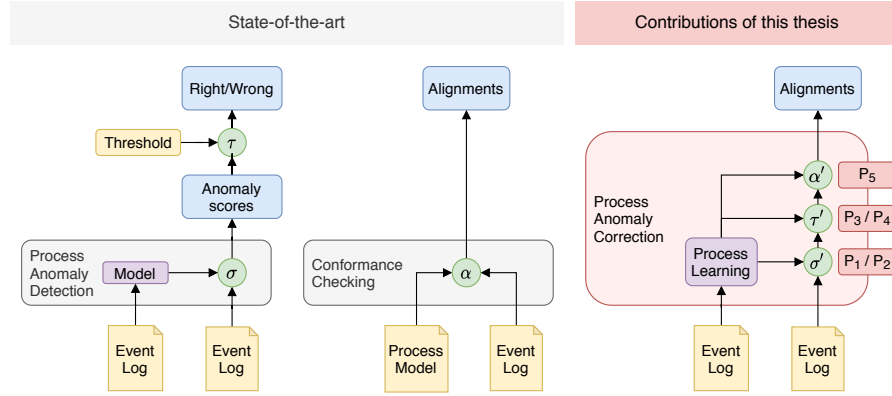 State-of-the-art
Contributions of this thesis
Right/Wrong
Threshold
τ
Anomaly
scores
Process
Anomaly
Detection
Model
σ
Event
Log
Event
Log
Alignments
Conformance
Checking
α
Process
Model
Event
Log
Alignments
Process
Anomaly
Correction
α′
P5
τ′
P3 / P4
Process
Learning
σ′
P1 / P2
Event
Log
Event
Log